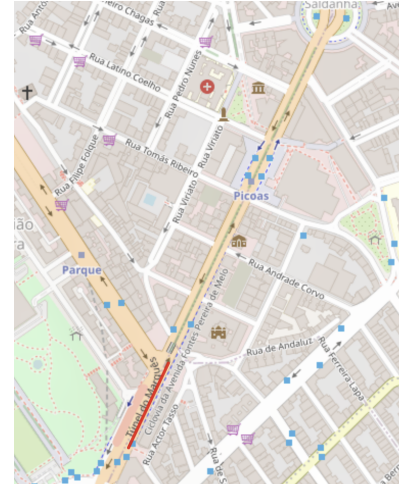 Saldanha
Rua Latino Coelho
Rua Pedro Nunes
Rua Filipe Folque
Rua Tomás Ribeiro
Rua Viriato
Rua Viriato
Picoas
Parque
Rua Andrade Corvo
Ciclovia da Avenida Fontes Pereira de Melo
Rua de Andaluz
Rua Ferreira Lapa
Túnel do Marquês
Rua Actor Tasso